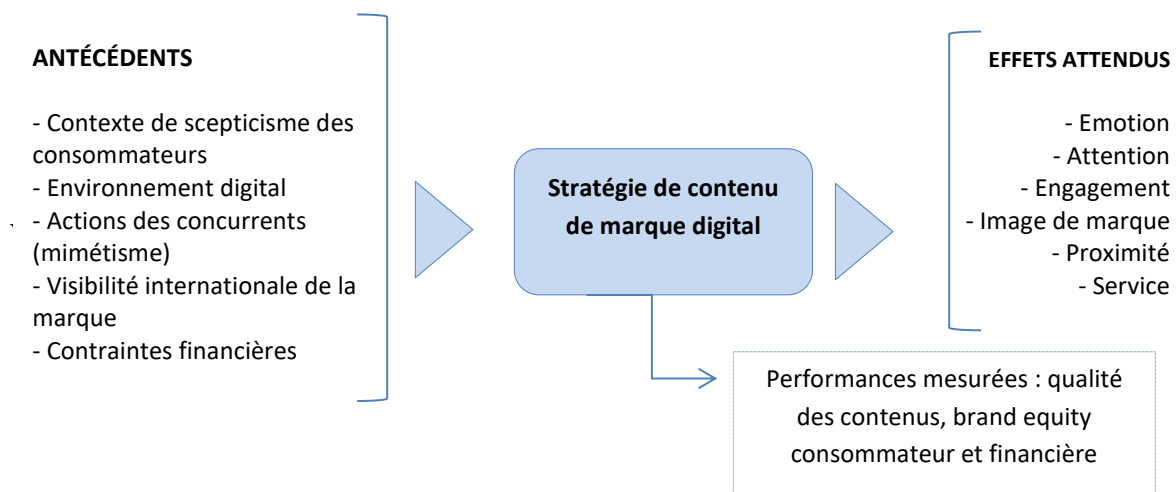 ANTÉCÉDENTS
- Contexte de scepticisme des
consommateurs
- Environnement digital
- Actions des concurrents
(mimétisme)
- Visibilité internationale de la
marque
- Contraintes financières
Stratégie de contenu
de marque digital
EFFETS ATTENDUS
- Emotion
- Attention
- Engagement
- Image de marque
- Proximité
- Service
Performances mesurées : qualité
des contenus, brand equity
consommateur et financière